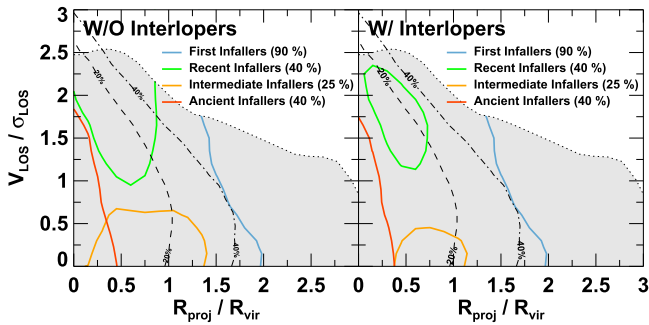 W/O Interlopers
First Infallers (90 %)
Recent Infallers (40 %)
Intermediate Infallers (25 %)
Ancient Infallers (40 %)
20%
40%
20%
40%
W/ Interlopers
First Infallers (90 %)
Recent Infallers (40 %)
Intermediate Infallers (25 %)
Ancient Infallers (40 %)
20%
40%
20%
40%
3
2.5
2
1.5
1
0.5
0
V_LOS / σ_LOS
0 0.5 1 1.5 2 2.5
0 0.5 1 1.5 2 2.5 3
R_proj / R_vir
R_proj / R_vir